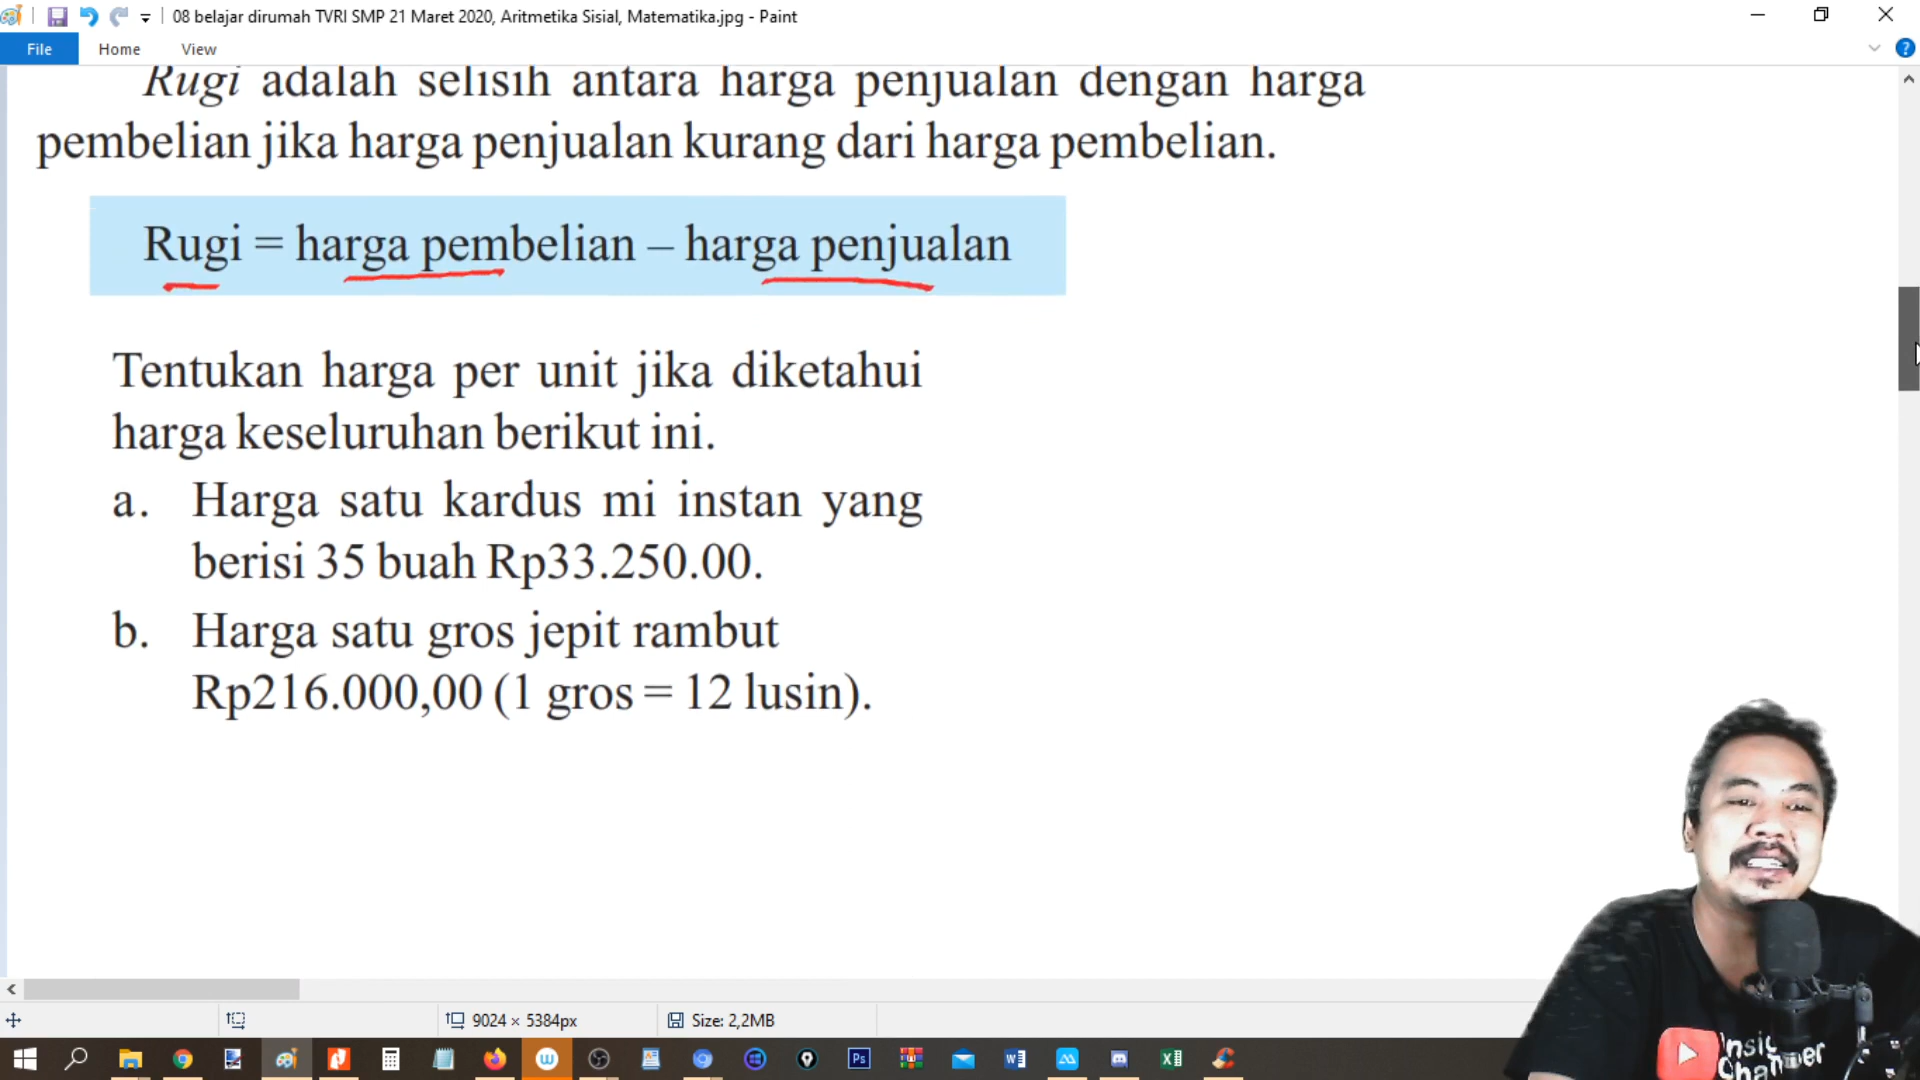 08 belajar dirumah TVRI SMP 21 Maret 2020, Aritmetika Sisial, Matematika.jpg - Paint
File Home View
Rugi adalah selisih antara harga penjualan dengan harga
pembelian jika harga penjualan kurang dari harga pembelian.
Rugi = harga pembelian – harga penjualan
Tentukan harga per unit jika diketahui
harga keseluruhan berikut ini.
a. Harga satu kardus mi instan yang
berisi 35 buah Rp33.250.00.
b. Harga satu gros jepit rambut
Rp216.000,00 (1 gros = 12 lusin).
9024 × 5384px Size: 2,2MB